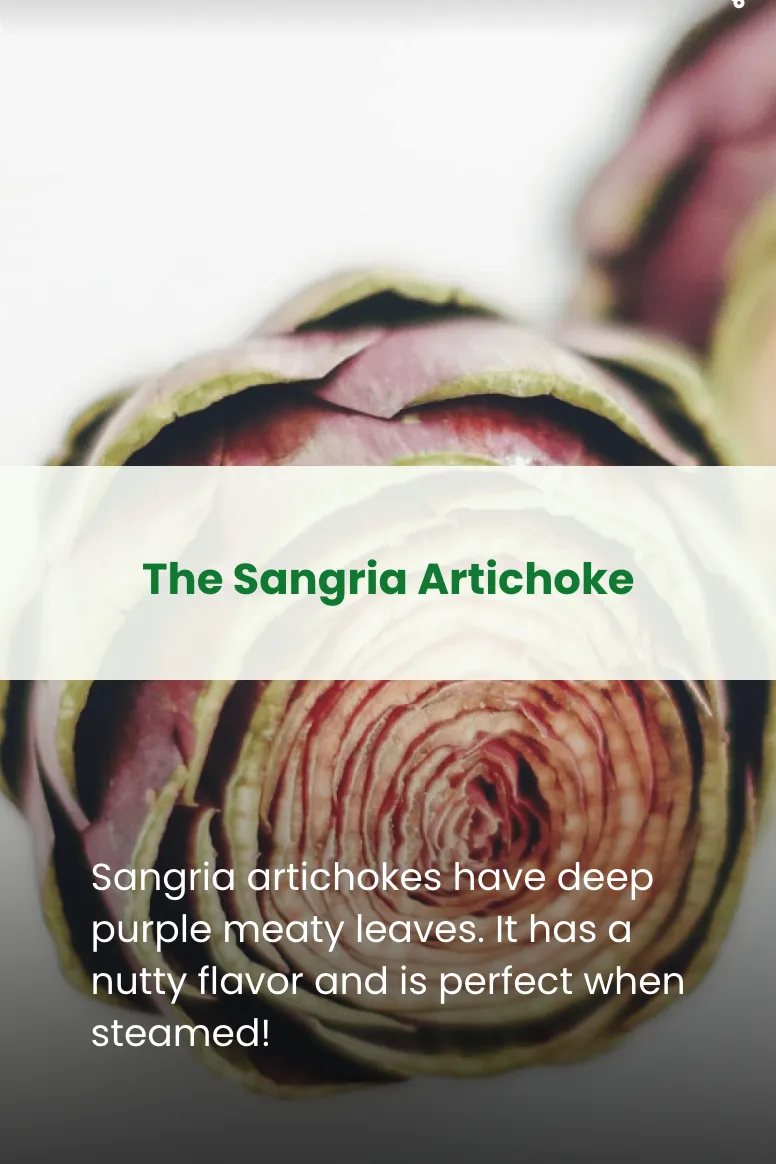 The Sangria Artichoke
Sangria artichokes have deep
purple meaty leaves. It has a
nutty flavor and is perfect when
steamed!